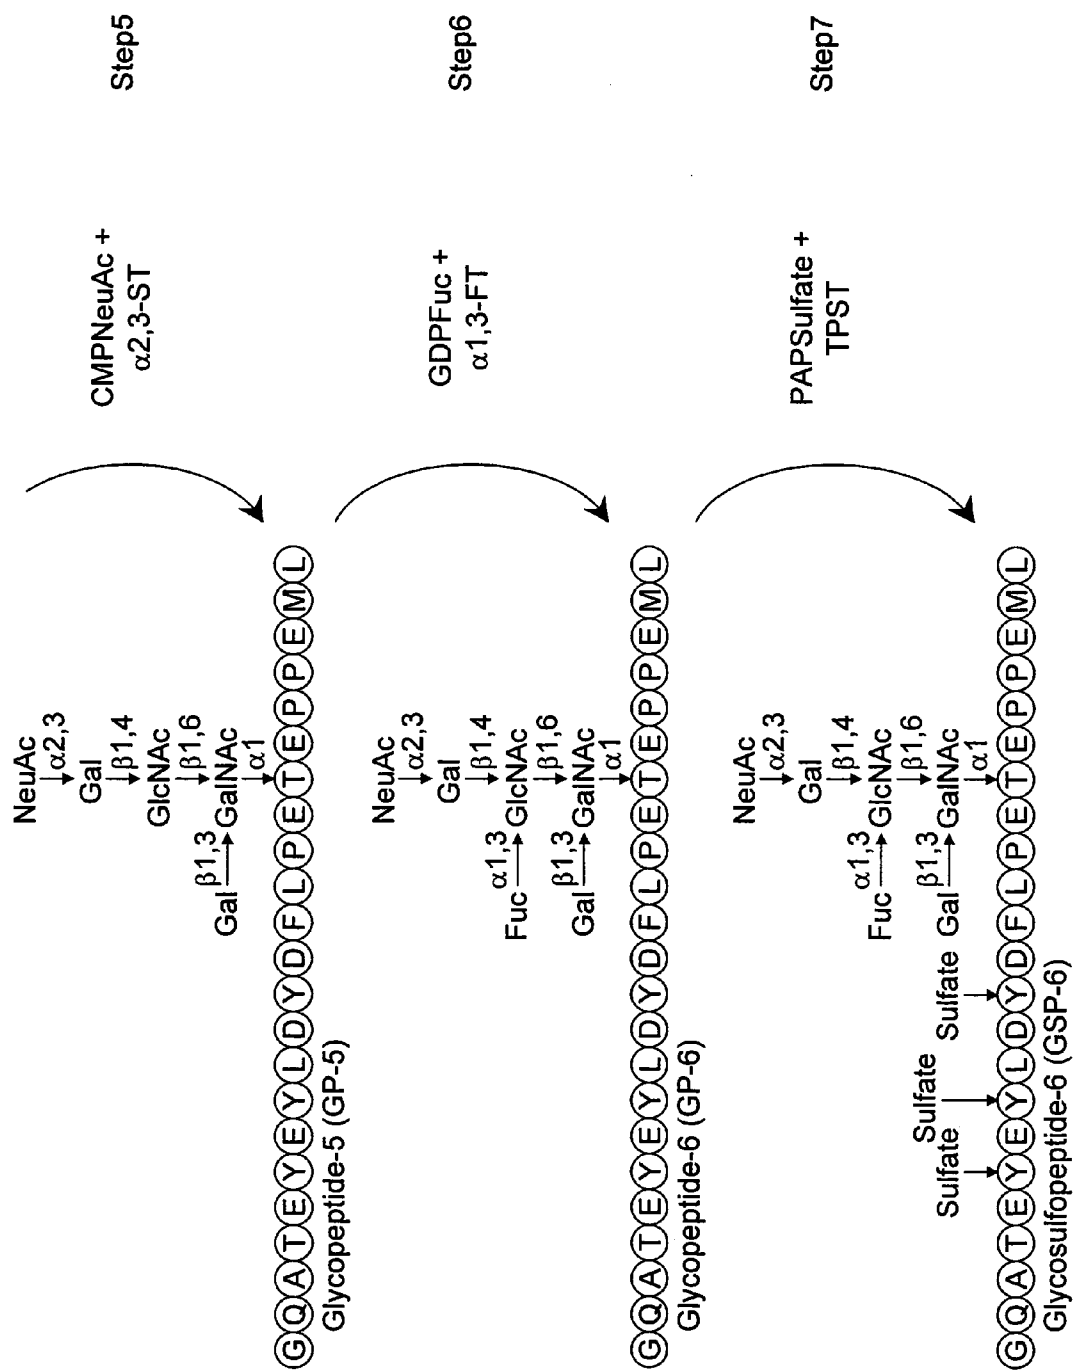 NeuAc
α2,3
Gal
CMPNeuAc +
α2,3-ST
Step5
β1,4
GlcNAc
β1,6
β1,3
Gal GalNAc
α1
GQATEYEYLDYDFLPETEPPEML
Glycopeptide-5 (GP-5)
NeuAc
α2,3
Gal
GDPFuc +
α1,3-FT
Step6
β1,4
α1,3
Fuc GlcNAc
β1,6
β1,3
Gal GalNAc
α1
GQATEYEYLDYDFLPETEPPEML
Glycopeptide-6 (GP-6)
NeuAc
α2,3
Gal
PAPSulfate +
TPST
Step7
β1,4
α1,3
Fuc GlcNAc
β1,6
β1,3
Sulfate
Sulfate Sulfate Gal GalNAc
α1
GQATEYEYLDYDFLPETEPPEML
Glycosulfopeptide-6 (GSP-6)